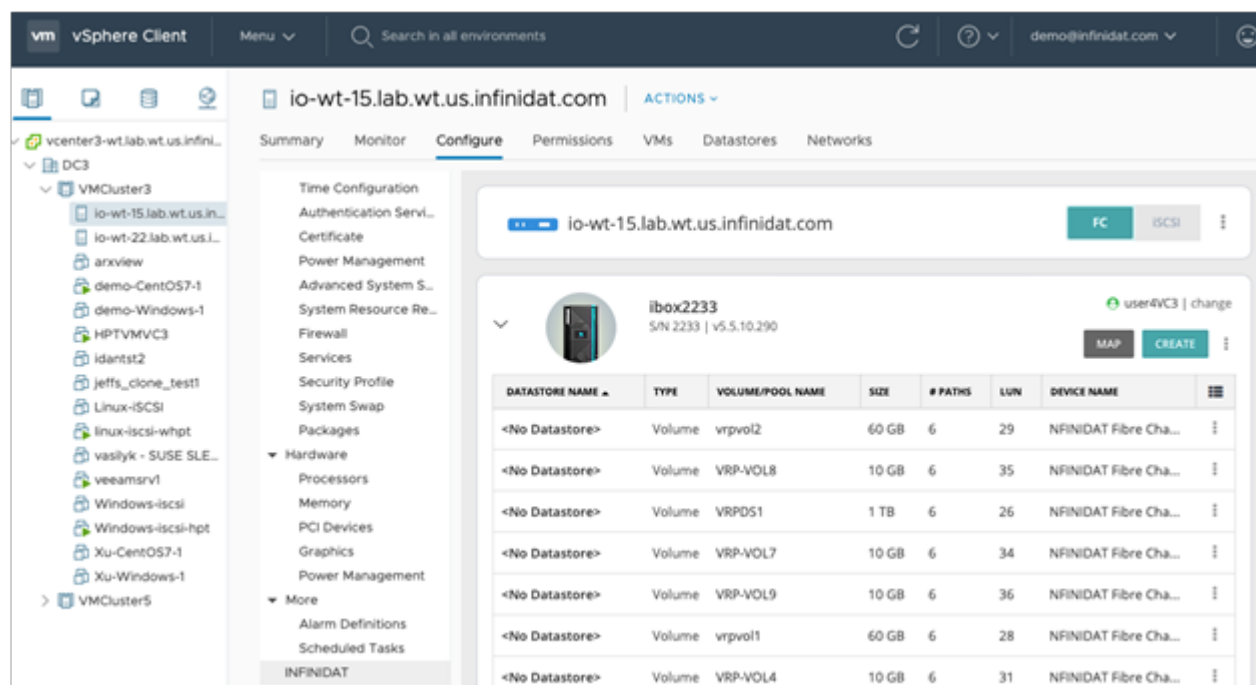 vm vSphere Client Menu Search in all environments demo@infinidat.com
io-wt-15.lab.wt.us.infinidat.com ACTIONS
Summary Monitor Configure Permissions VMs Datastores Networks
vcenter3-wt.lab.wt.us.infini...
DC3
VMCluster3
io-wt-15.lab.wt.us.in...
io-wt-22.lab.wt.us.i...
arxview
demo-CentOS7-1
demo-Windows-1
HPTVMVC3
idantst2
jeffs_clone_test1
Linux-iSCSI
linux-iscsi-whpt
vasilyk - SUSE SLE...
veeamsrv1
Windows-iscsi
Windows-iscsi-hpt
Xu-CentOS7-1
Xu-Windows-1
VMCluster5
Time Configuration
Authentication Servi...
Certificate
Power Management
Advanced System S...
System Resource Re...
Firewall
Services
Security Profile
System Swap
Packages
Hardware
Processors
Memory
PCI Devices
Graphics
Power Management
More
Alarm Definitions
Scheduled Tasks
INFINIDAT
io-wt-15.lab.wt.us.infinidat.com FC iSCSI
ibox2233 user4VC3 | change
S/N 2233 | v5.5.10.290
MAP CREATE
DATASTORE NAME TYPE VOLUME/POOL NAME SIZE # PATHS LUN DEVICE NAME
<No Datastore> Volume vrpvol2 60 GB 6 29 NFINIDAT Fibre Cha...
<No Datastore> Volume VRP-VOL8 10 GB 6 35 NFINIDAT Fibre Cha...
<No Datastore> Volume VRPDS1 1 TB 6 26 NFINIDAT Fibre Cha...
<No Datastore> Volume VRP-VOL7 10 GB 6 34 NFINIDAT Fibre Cha...
<No Datastore> Volume VRP-VOL9 10 GB 6 36 NFINIDAT Fibre Cha...
<No Datastore> Volume vrpvol1 60 GB 6 28 NFINIDAT Fibre Cha...
<No Datastore> Volume VRP-VOL4 10 GB 6 31 NFINIDAT Fibre Cha...